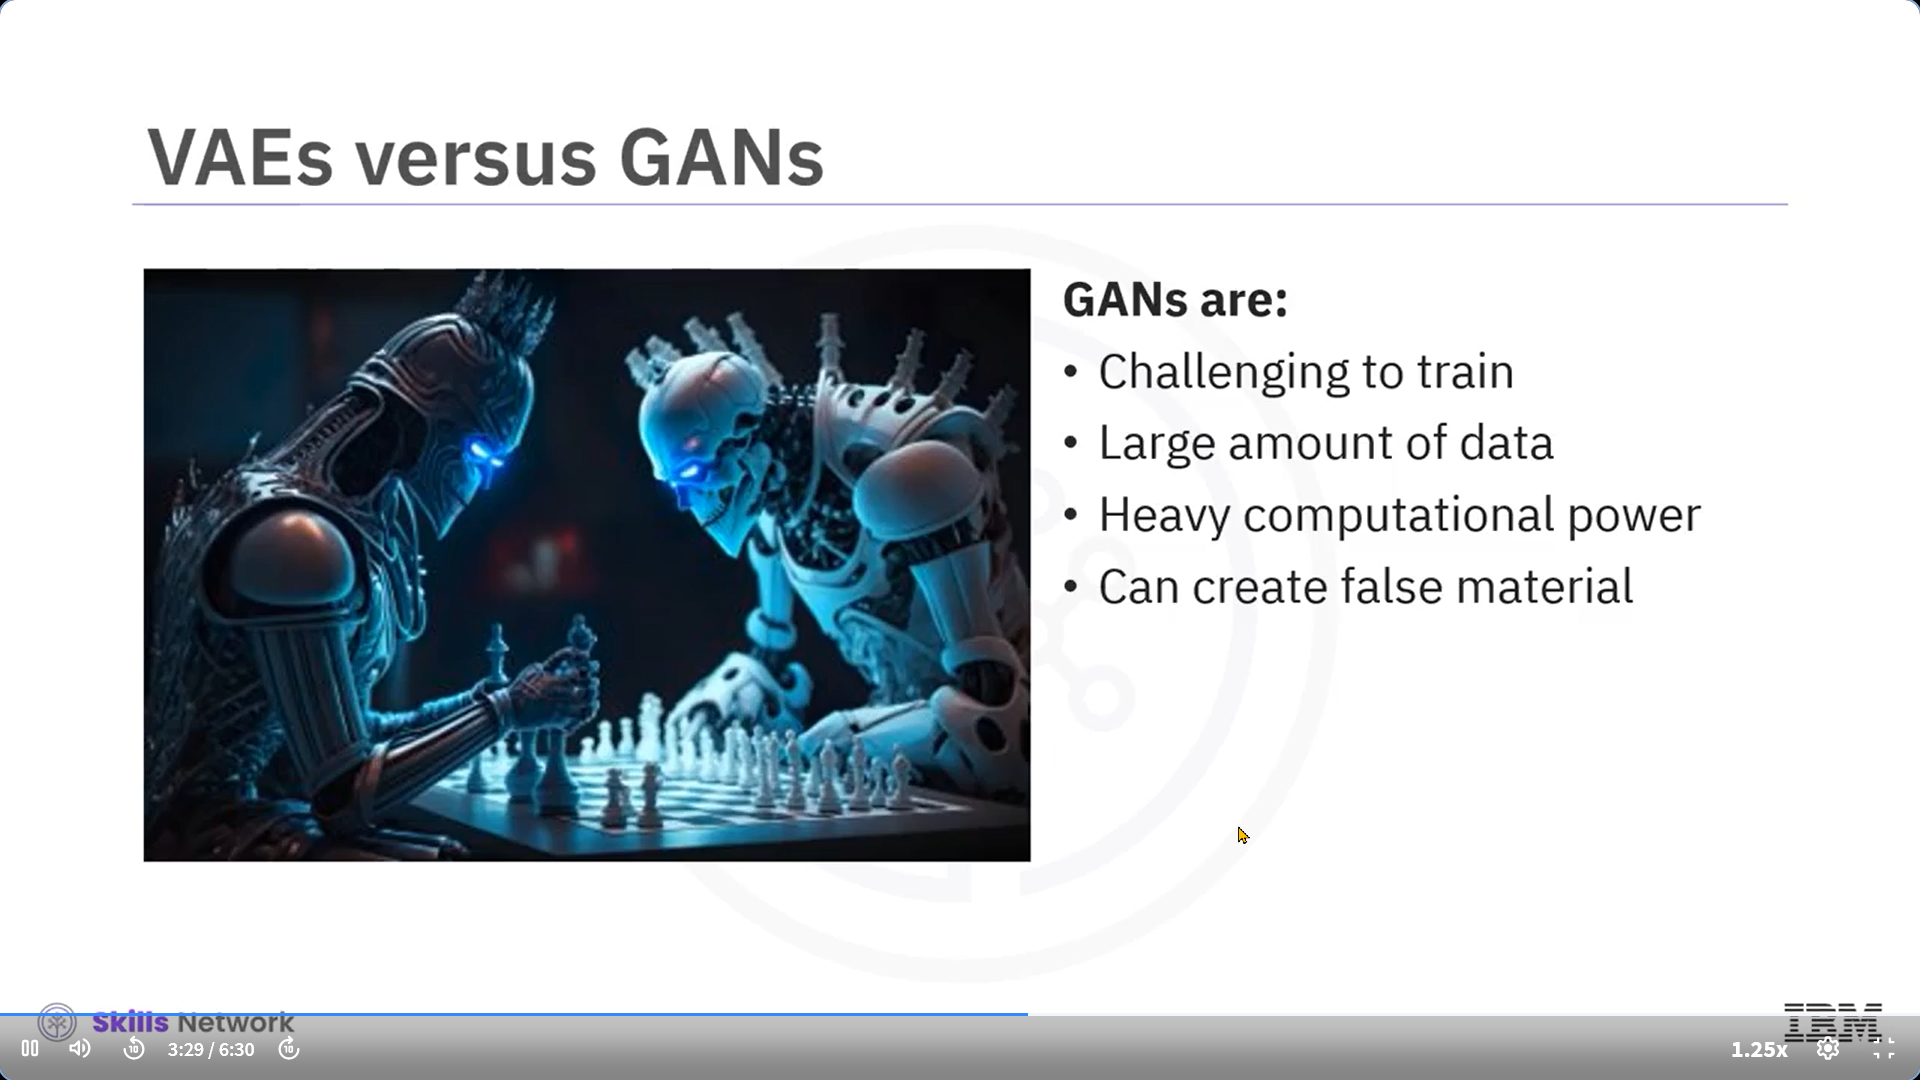 VAEs versus GANs
GANs are:
• Challenging to train
• Large amount of data
• Heavy computational power
• Can create false material
Skills Network
IBM
10
3:29 / 6:30
10
1.25x